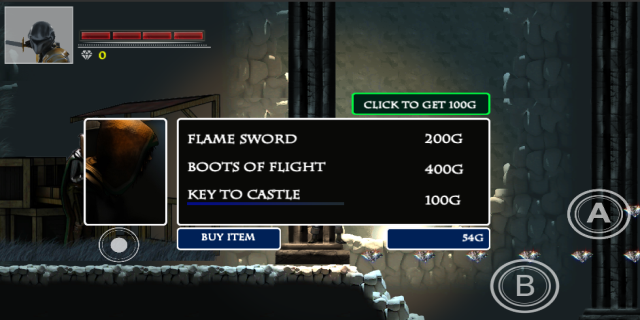 0
CLICK TO GET 100G
FLAME SWORD 200G
BOOTS OF FLIGHT 400G
KEY TO CASTLE 100G
BUY ITEM 54G
A
B